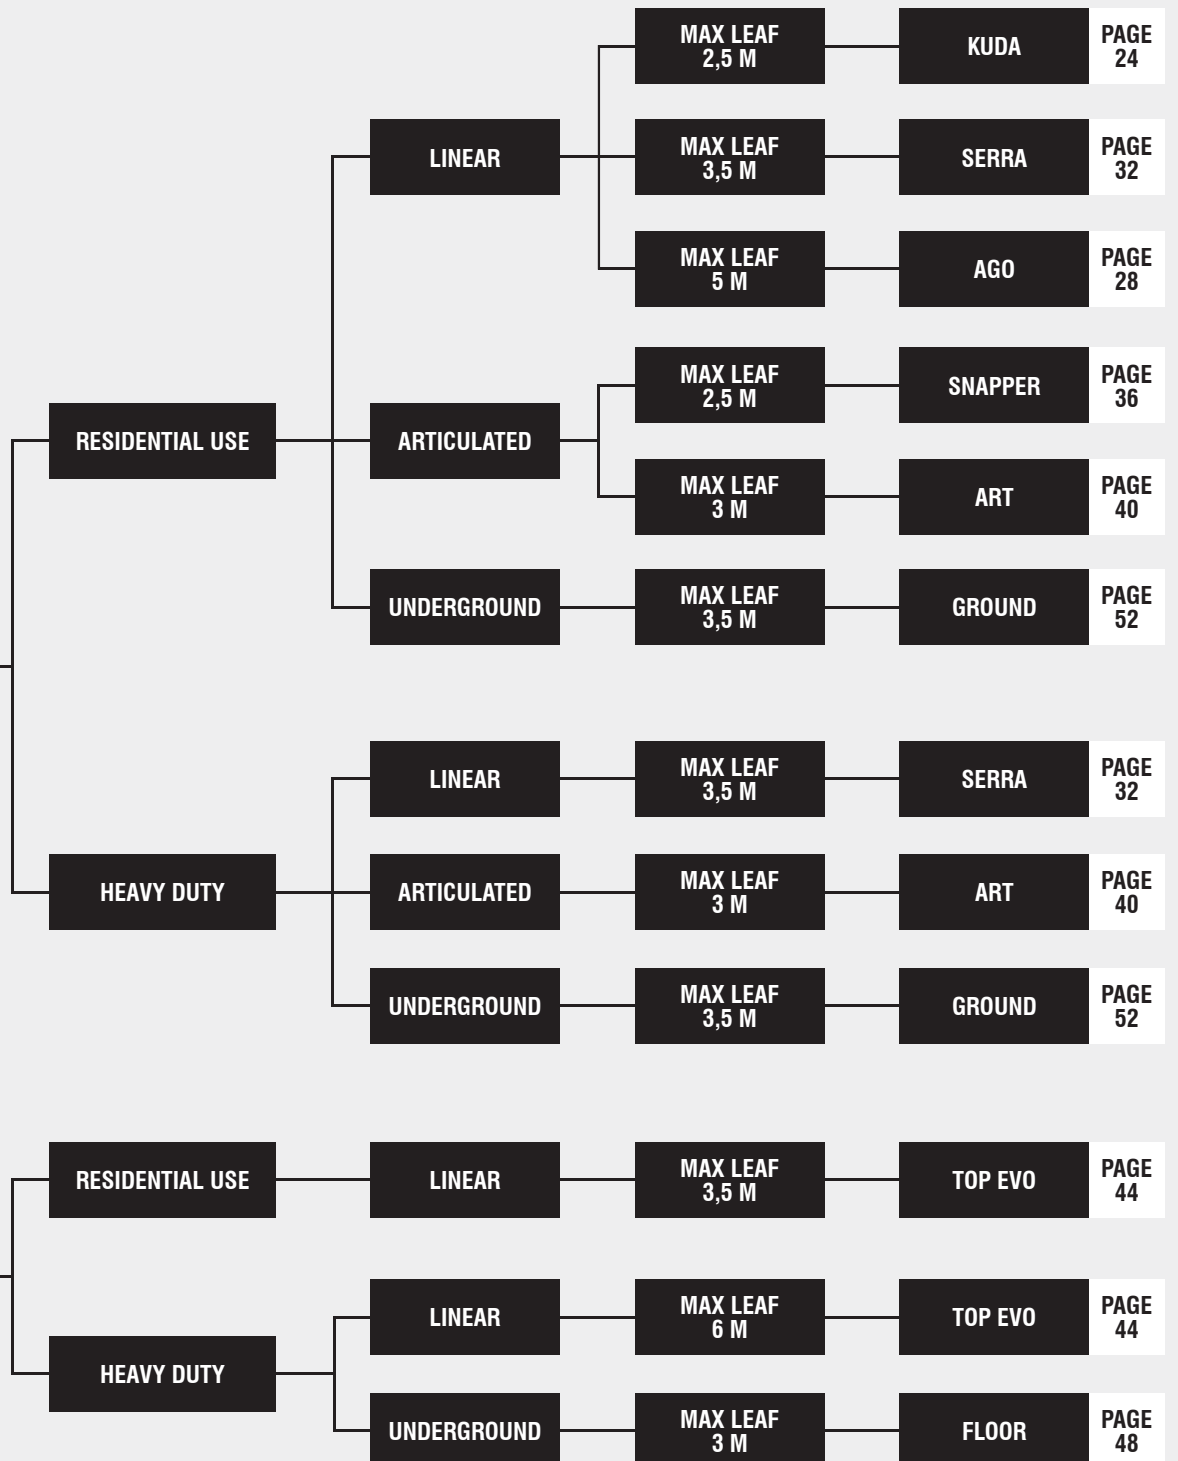 MAX LEAF
2,5 M
KUDA
PAGE
24
LINEAR
MAX LEAF
3,5 M
SERRA
PAGE
32
MAX LEAF
5 M
AGO
PAGE
28
MAX LEAF
2,5 M
SNAPPER
PAGE
36
RESIDENTIAL USE
ARTICULATED
MAX LEAF
3 M
ART
PAGE
40
UNDERGROUND
MAX LEAF
3,5 M
GROUND
PAGE
52
LINEAR
MAX LEAF
3,5 M
SERRA
PAGE
32
HEAVY DUTY
ARTICULATED
MAX LEAF
3 M
ART
PAGE
40
UNDERGROUND
MAX LEAF
3,5 M
GROUND
PAGE
52
RESIDENTIAL USE
LINEAR
MAX LEAF
3,5 M
TOP EVO
PAGE
44
LINEAR
MAX LEAF
6 M
TOP EVO
PAGE
44
HEAVY DUTY
UNDERGROUND
MAX LEAF
3 M
FLOOR
PAGE
48